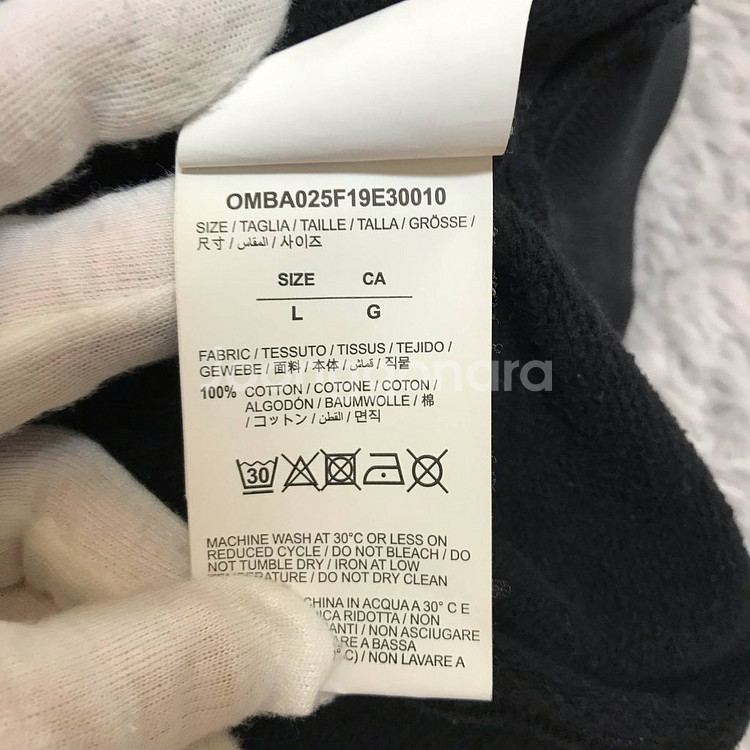 OMBA025F19E30010
SIZE / TAGLIA / TAILLE / TALLA / GRÖSSE /
尺寸 / المقاس / 사이즈
SIZE CA
L G
FABRIC / TESSUTO / TISSUS / TEJIDO /
GEWEBE / 面料 / 本体 / قماش / 직물
100% COTTON / COTONE / COTON /
ALGODÓN / BAUMWOLLE / 棉
/ コットン / القطن / 면직
30
MACHINE WASH AT 30°C OR LESS ON
REDUCED CYCLE / DO NOT BLEACH / DO
NOT TUMBLE DRY / IRON AT LOW
TEMPERATURE / DO NOT DRY CLEAN
CHINA IN ACQUA A 30° C E
ICA RIDOTTA / NON
ANTI / NON ASCIUGARE
ARE A BASSA
°C) / NON LAVARE A